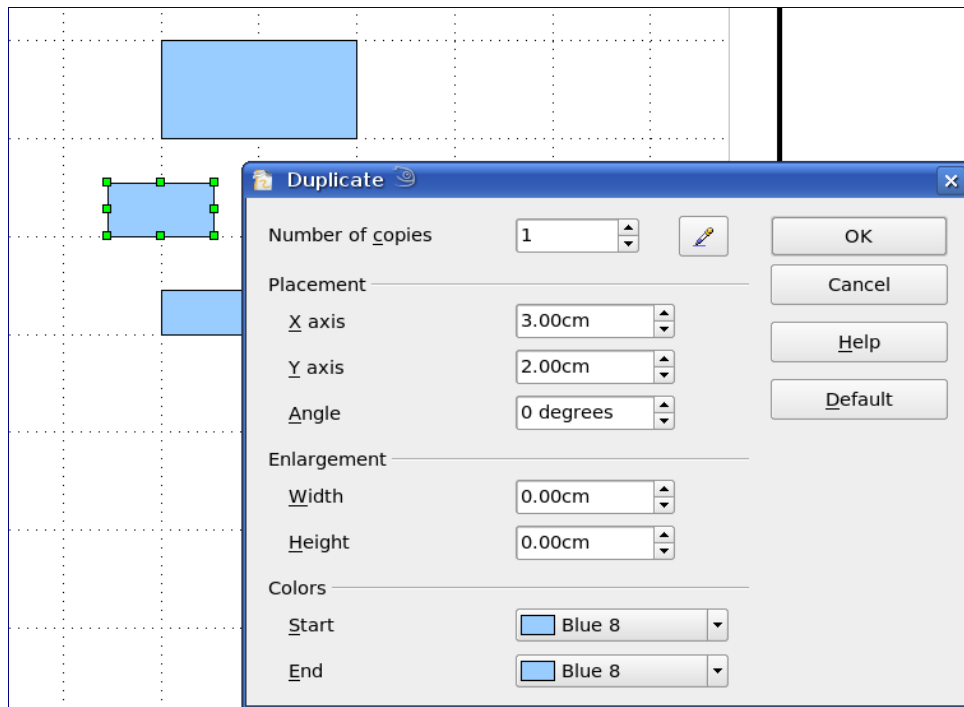 Duplicate
Number of copies 1 OK
Placement Cancel
X axis 3.00cm Help
Y axis 2.00cm
Angle 0 degrees Default
Enlargement
Width 0.00cm
Height 0.00cm
Colors
Start Blue 8
End Blue 8